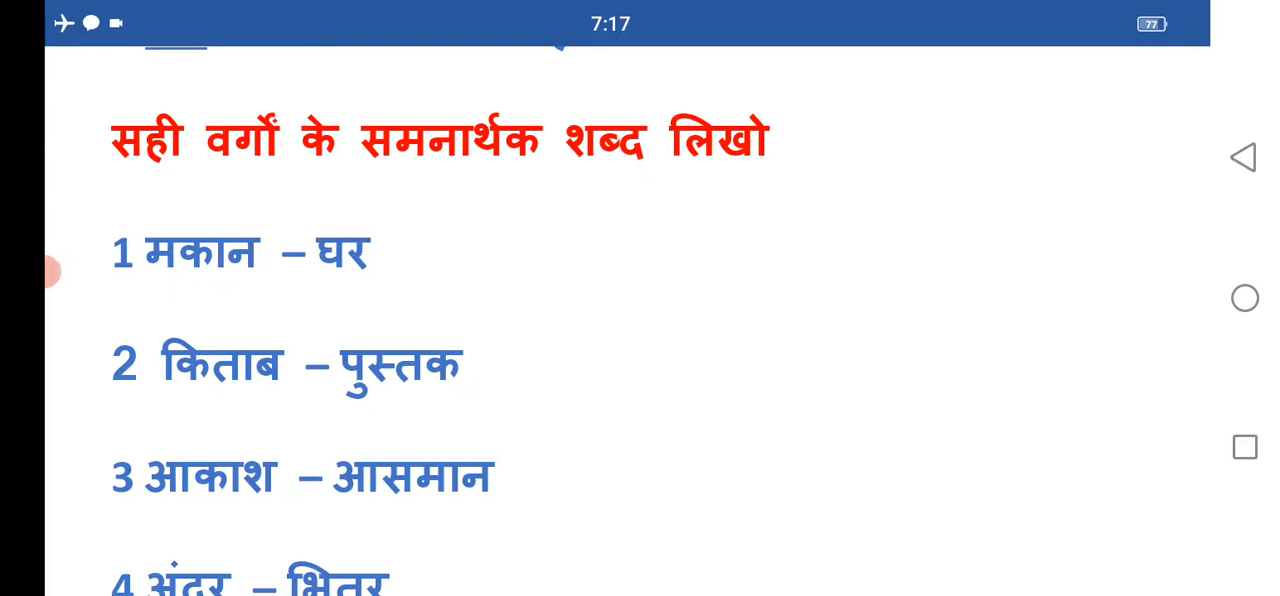 7:17
77
सही वर्गों के समनार्थक शब्द लिखो
1 मकान – घर
2 किताब – पुस्तक
3 आकाश – आसमान
4 अंदर – भितर